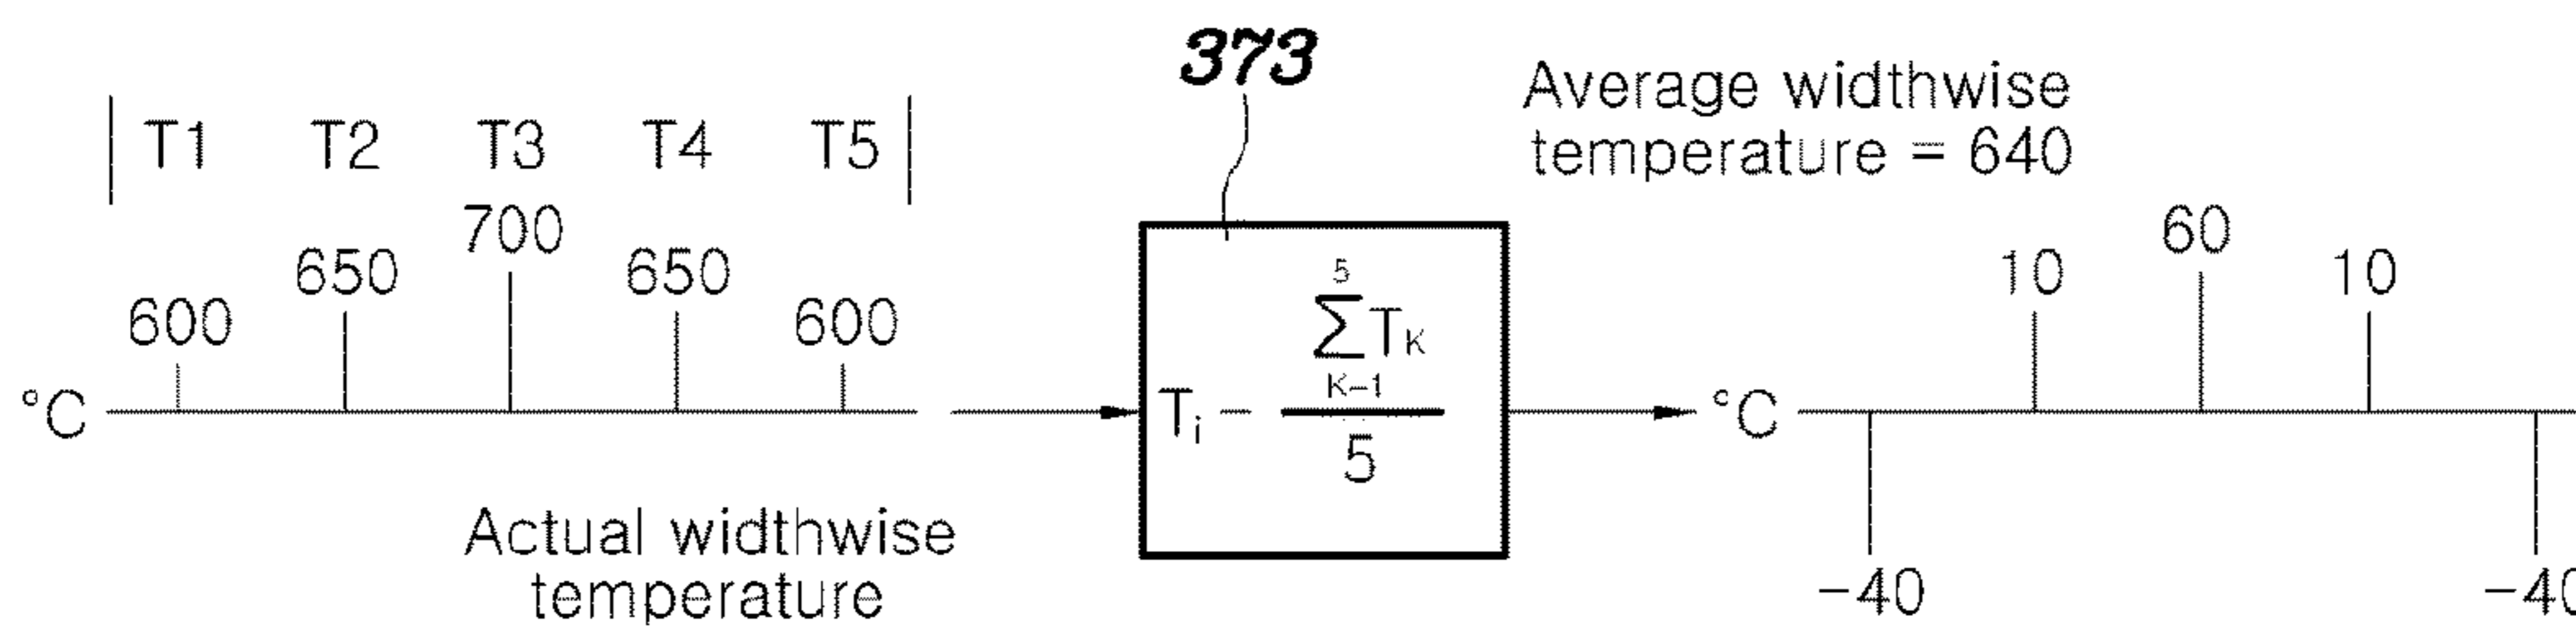 373
Average widthwise
temperature = 640
T1 T2 T3 T4 T5
600 650 700 650 600
°C
Actual widthwise
temperature
5
Ti - ∑TK
K-1
5
°C
-40 10 60 10 -40